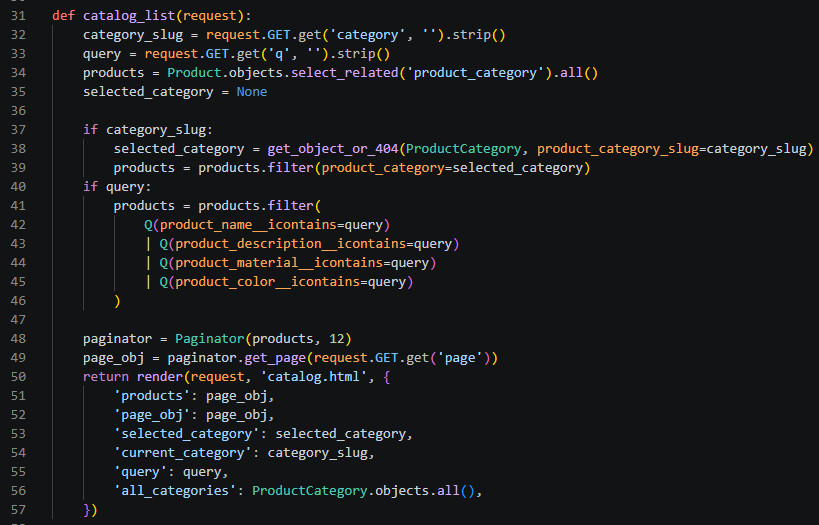 31 def catalog_list(request):
32     category_slug = request.GET.get('category', '').strip()
33     query = request.GET.get('q', '').strip()
34     products = Product.objects.select_related('product_category').all()
35     selected_category = None
36
37     if category_slug:
38         selected_category = get_object_or_404(ProductCategory, product_category_slug=category_slug)
39         products = products.filter(product_category=selected_category)
40     if query:
41         products = products.filter(
42             Q(product_name__icontains=query)
43             | Q(product_description__icontains=query)
44             | Q(product_material__icontains=query)
45             | Q(product_color__icontains=query)
46         )
47
48     paginator = Paginator(products, 12)
49     page_obj = paginator.get_page(request.GET.get('page'))
50     return render(request, 'catalog.html', {
51         'products': page_obj,
52         'page_obj': page_obj,
53         'selected_category': selected_category,
54         'current_category': category_slug,
55         'query': query,
56         'all_categories': ProductCategory.objects.all(),
57     })